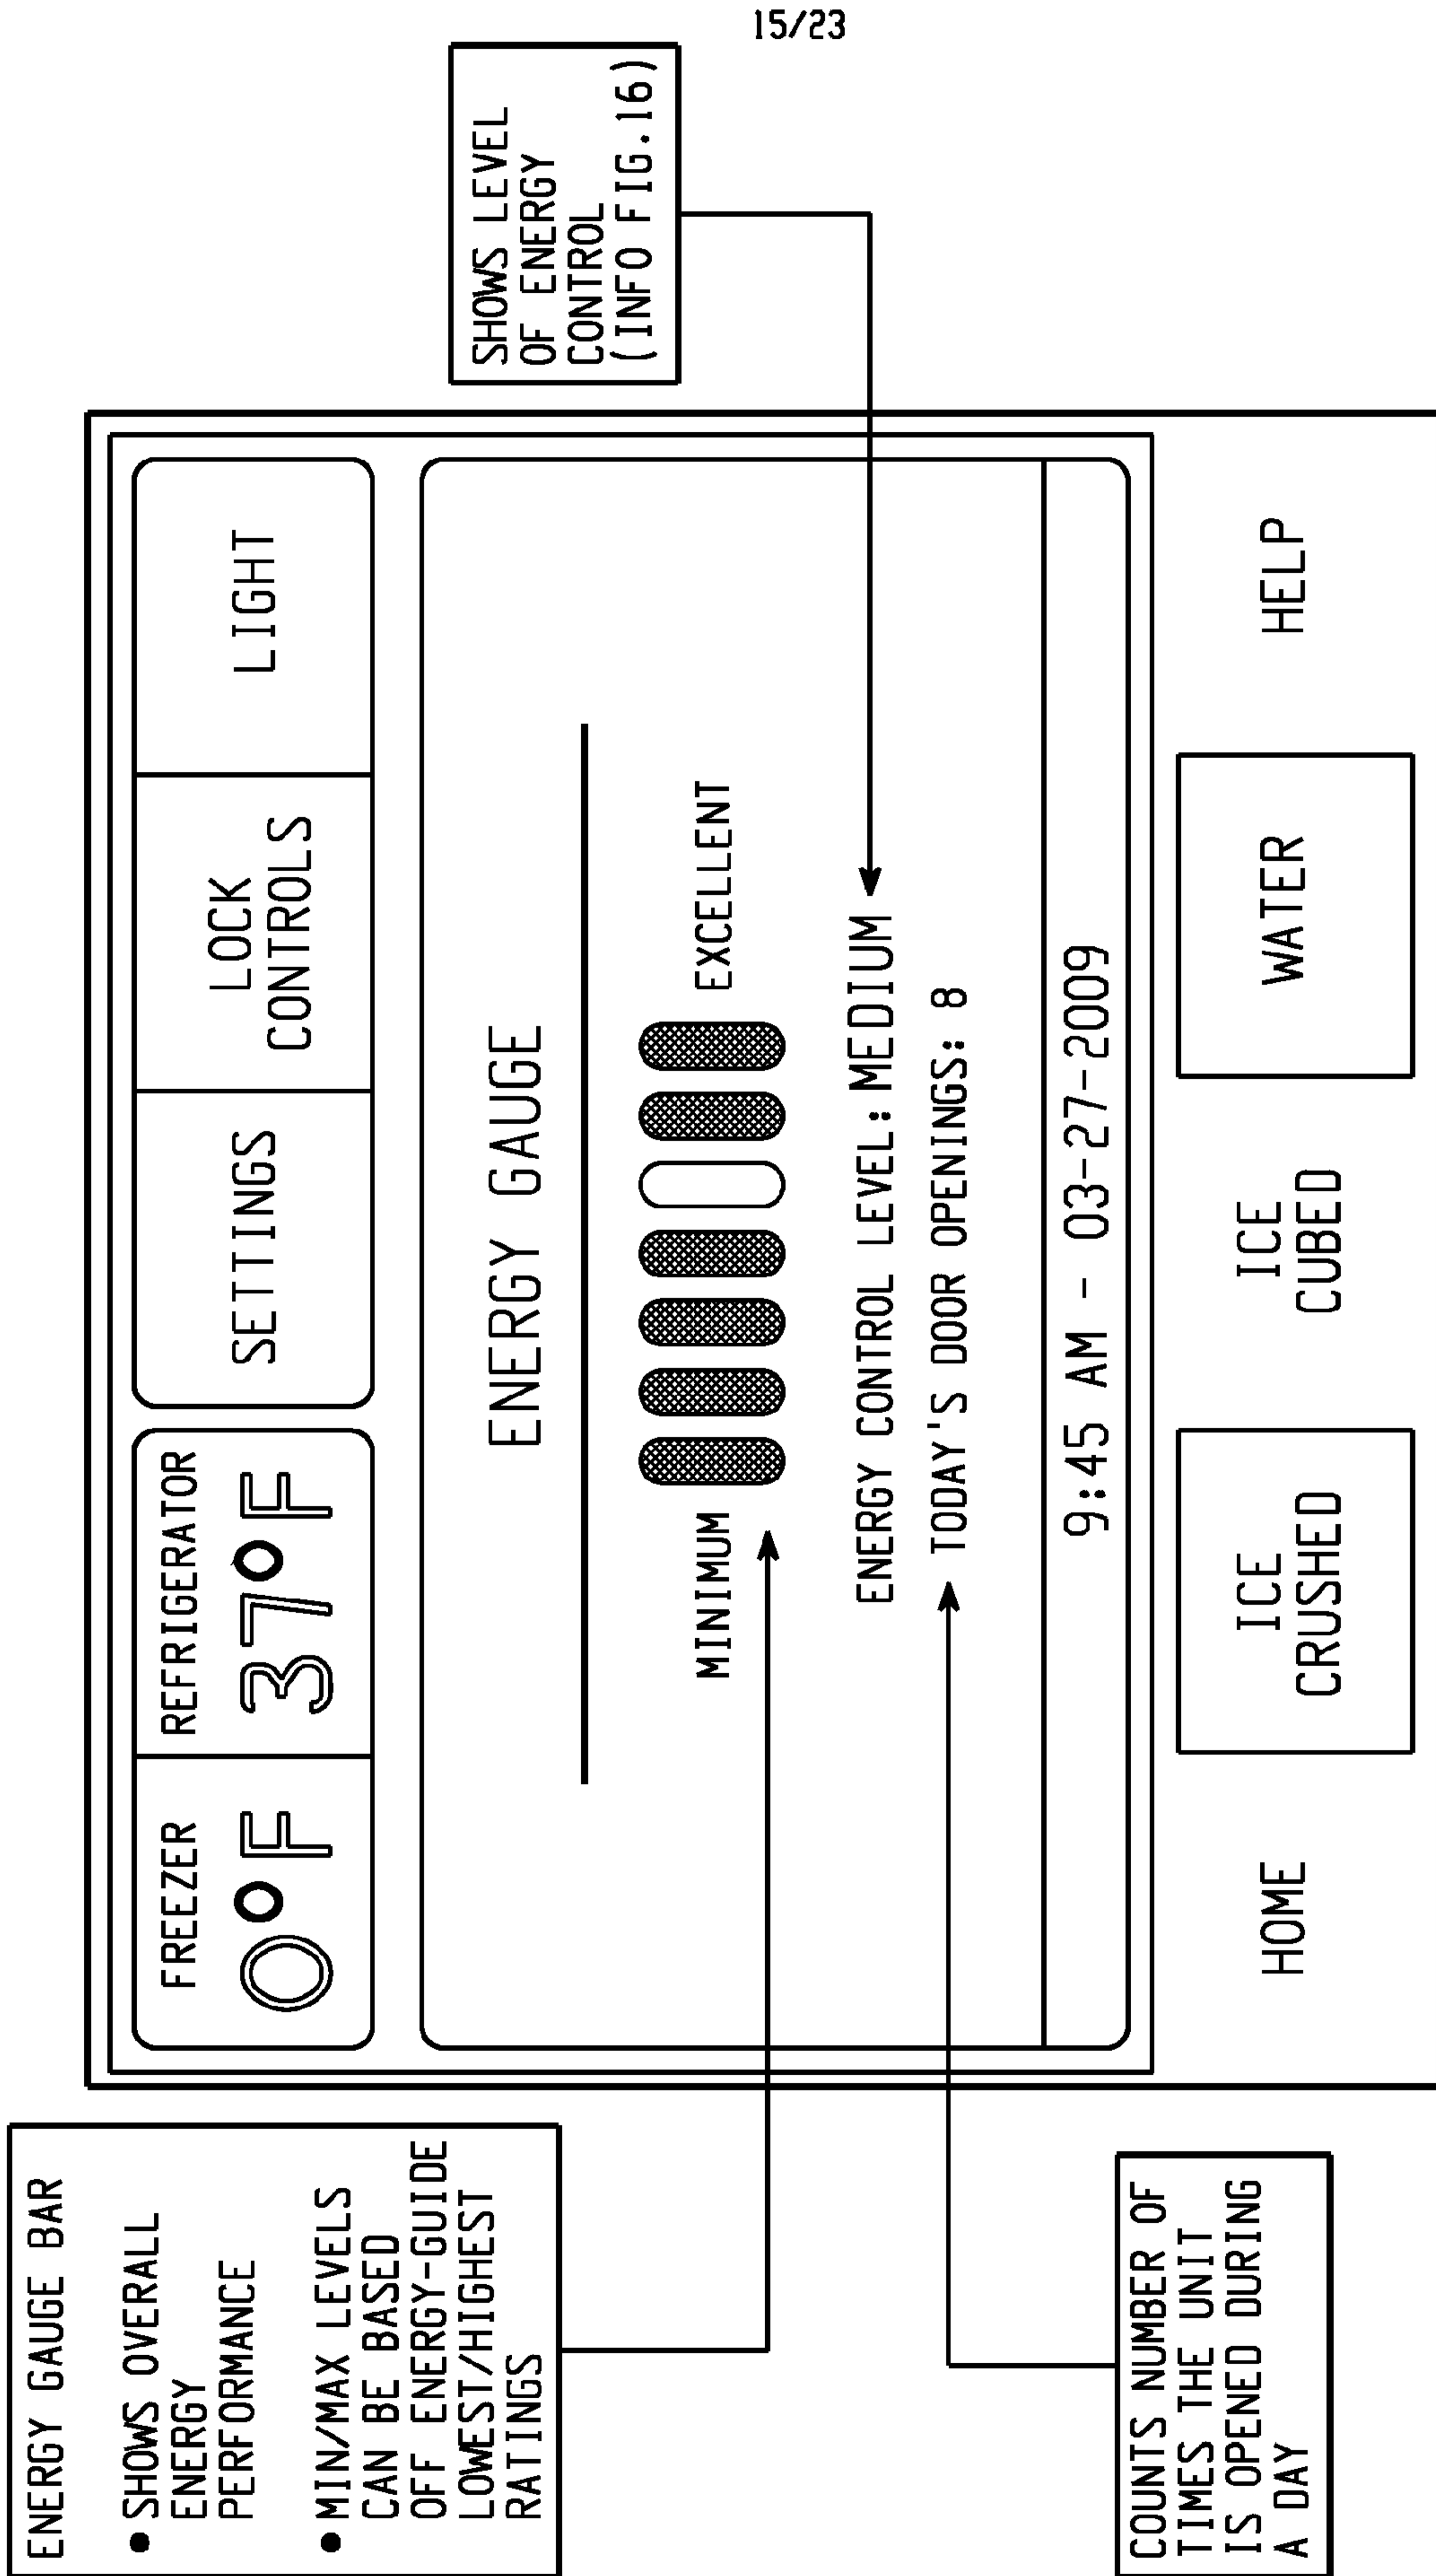 15/23
ENERGY GAUGE BAR
• SHOWS OVERALL
ENERGY
PERFORMANCE
• MIN/MAX LEVELS
CAN BE BASED
OFF ENERGY-GUIDE
LOWEST/HIGHEST
RATINGS
COUNTS NUMBER OF
TIMES THE UNIT
IS OPENED DURING
A DAY
FREEZER
0°F
REFRIGERATOR
37°F
SETTINGS
LOCK
CONTROLS
LIGHT
ENERGY GAUGE
MINIMUM
EXCELLENT
ENERGY CONTROL LEVEL: MEDIUM
TODAY'S DOOR OPENINGS: 8
9:45 AM - 03-27-2009
HOME
ICE
CRUSHED
ICE
CUBED
WATER
HELP
SHOWS LEVEL
OF ENERGY
CONTROL
(INFO FIG.16)